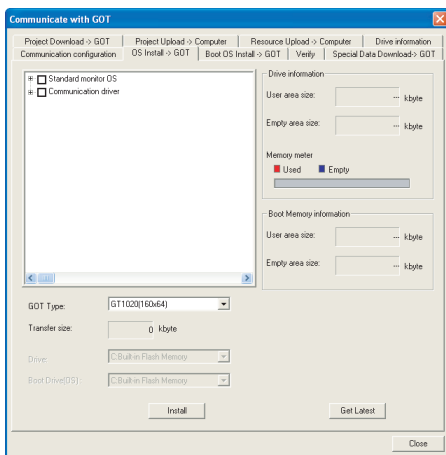 Communicate with GOT
Project Download -> GOT Project Upload -> Computer Resource Upload -> Computer Drive information
Communication configuration OS Install -> GOT Boot OS Install -> GOT Verify Special Data Download-> GOT
Standard monitor OS
Communication driver
Drive information
User area size: --- kbyte
Empty area size: --- kbyte
Memory meter
Used Empty
Boot Memory information
User area size: --- kbyte
Empty area size: --- kbyte
GOT Type: GT1020(160x64)
Transfer size: 0 kbyte
Drive: C:Built-in Flash Memory
Boot Drive(OS) : C:Built-in Flash Memory
Install Get Latest
Close